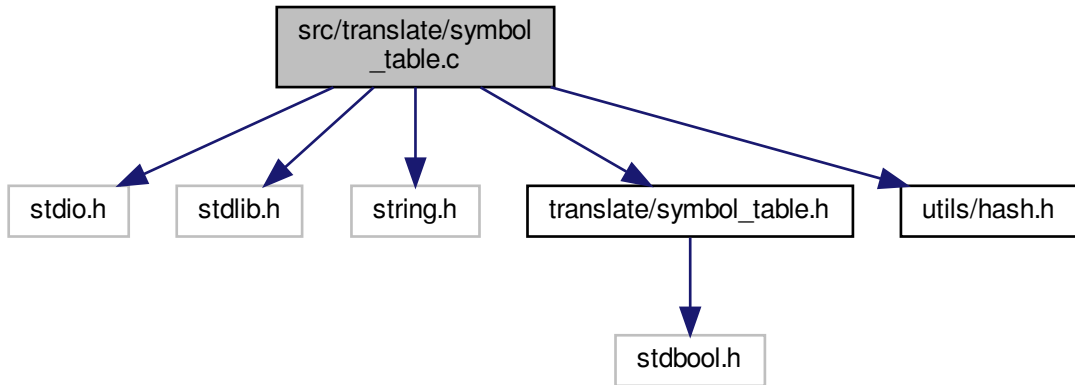 src/translate/symbol
_table.c
stdio.h
stdlib.h
string.h
translate/symbol_table.h
utils/hash.h
stdbool.h